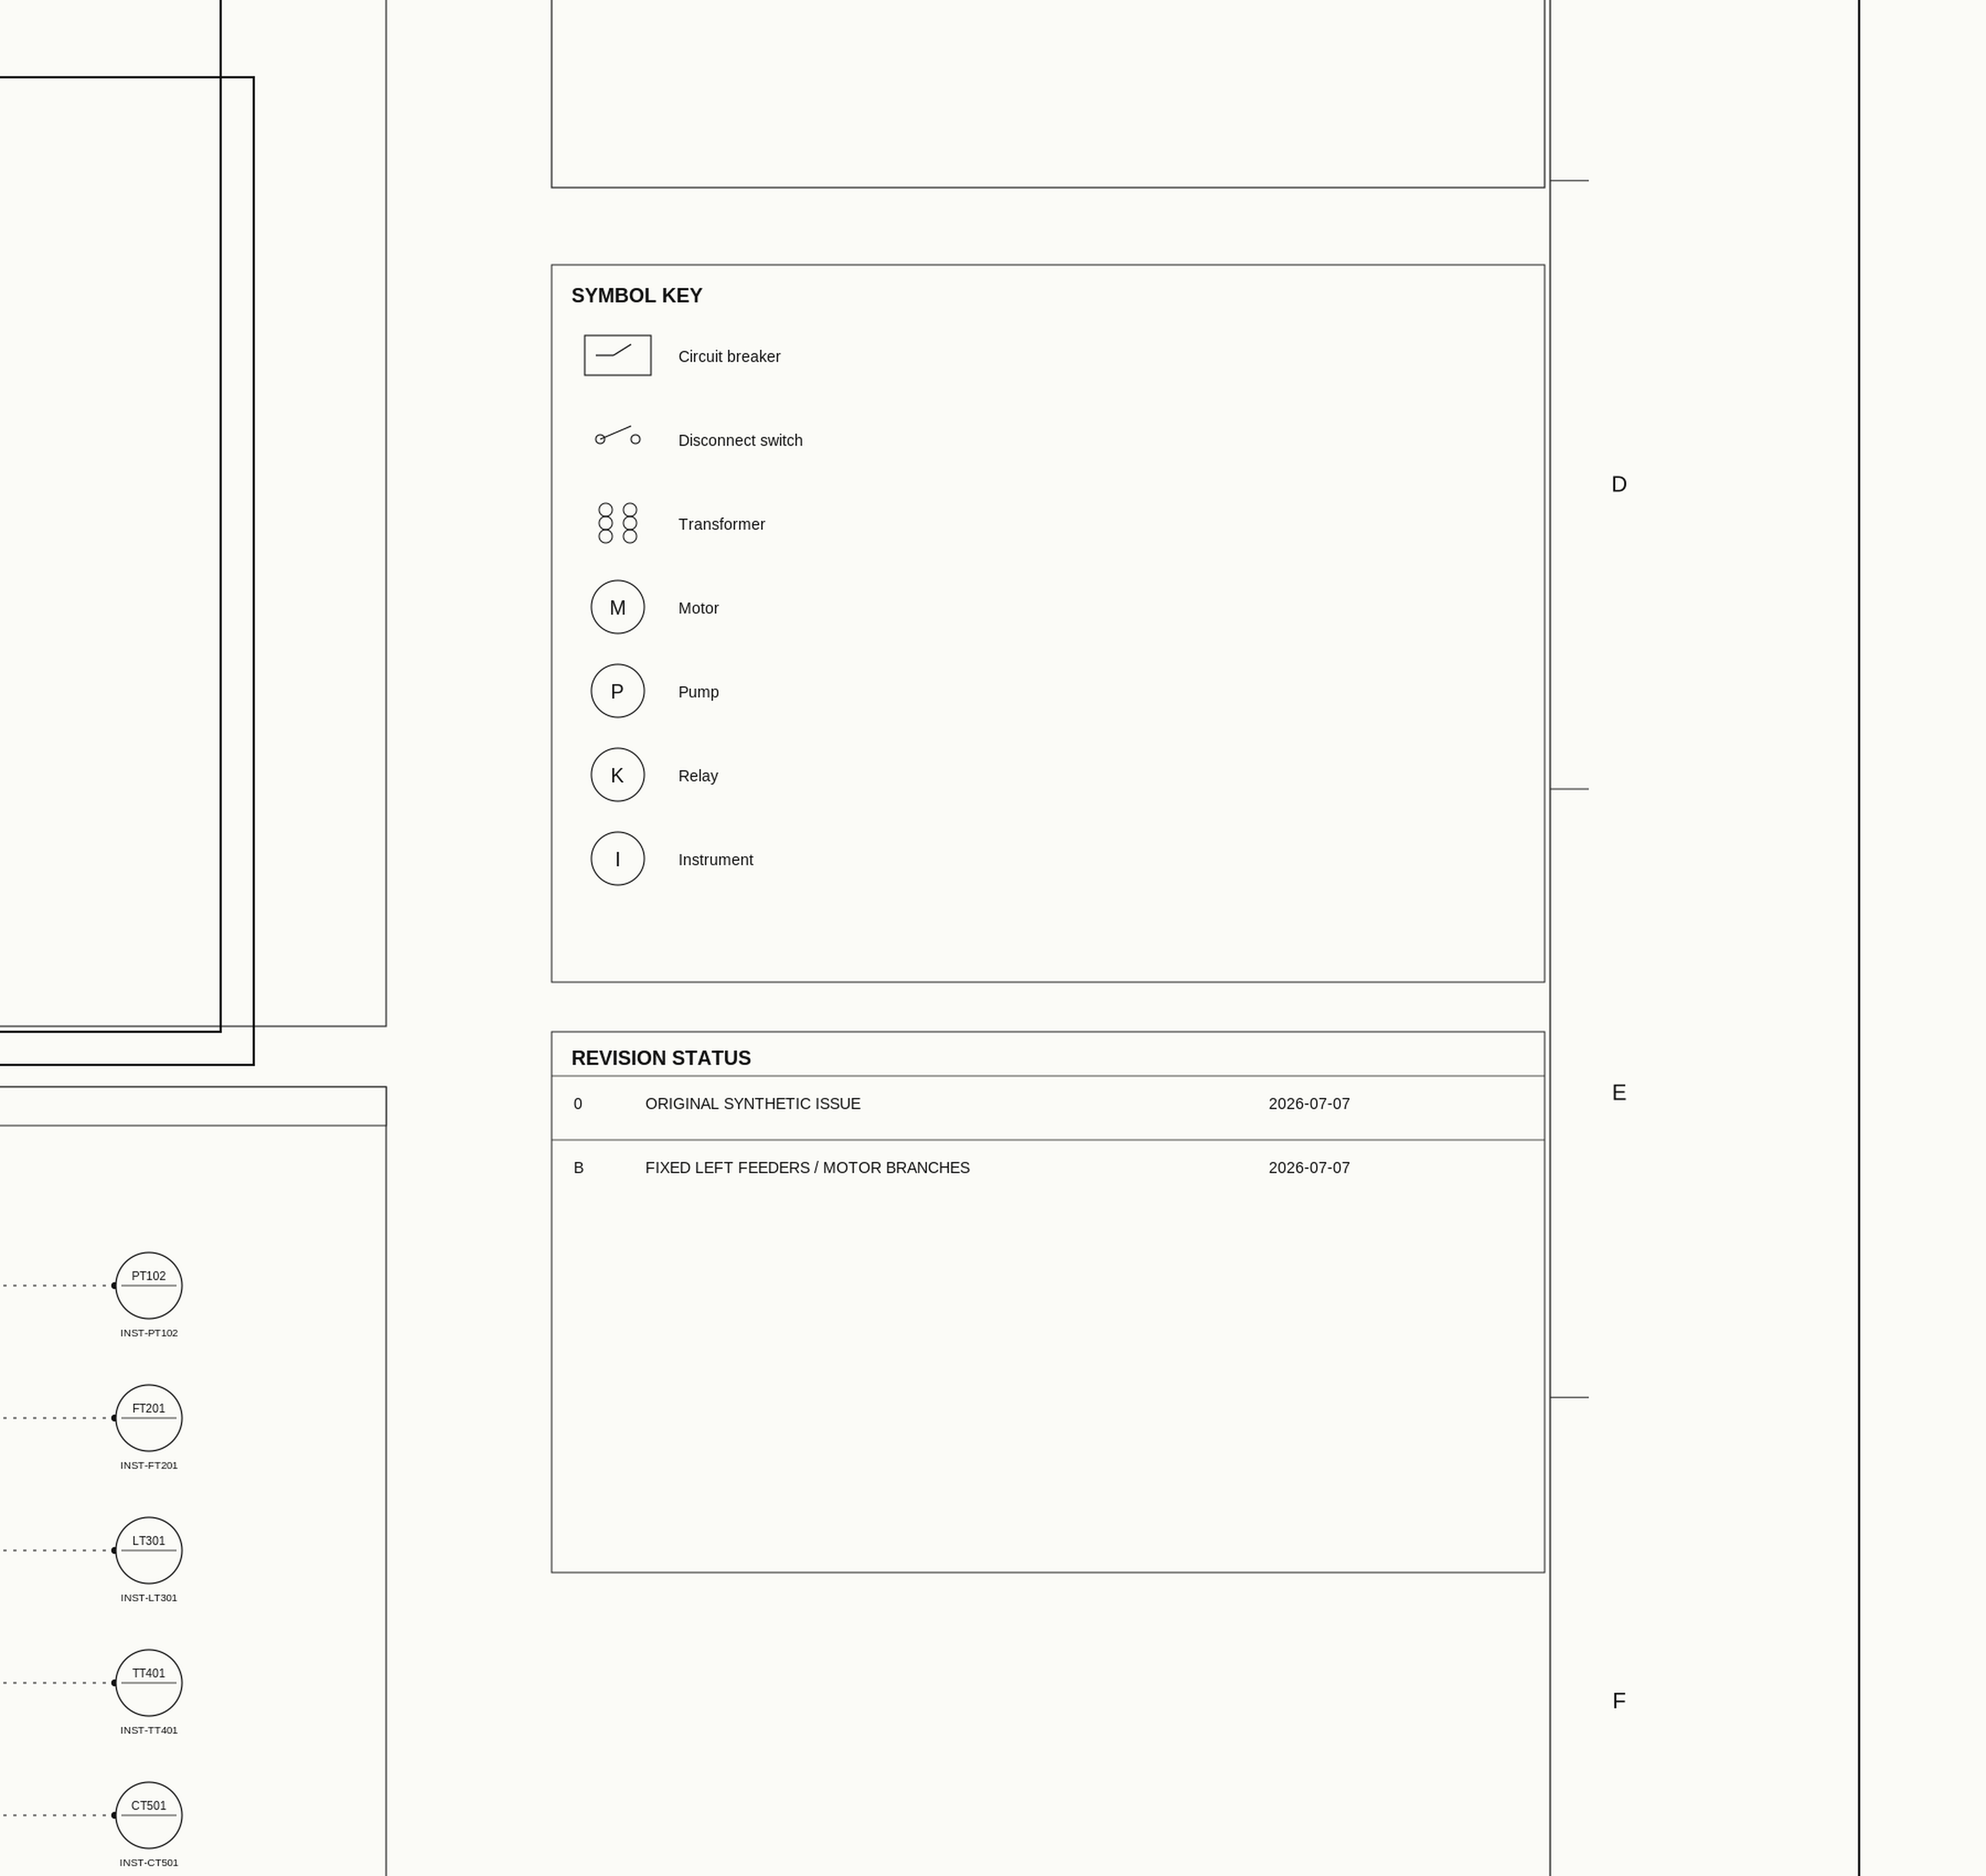 SYMBOL KEY
Circuit breaker
Disconnect switch
Transformer
M Motor
P Pump
K Relay
I Instrument
D
REVISION STATUS
0 ORIGINAL SYNTHETIC ISSUE 2026-07-07
B FIXED LEFT FEEDERS / MOTOR BRANCHES 2026-07-07
E
PT102
INST-PT102
FT201
INST-FT201
LT301
INST-LT301
TT401
INST-TT401
CT501
INST-CT501
F